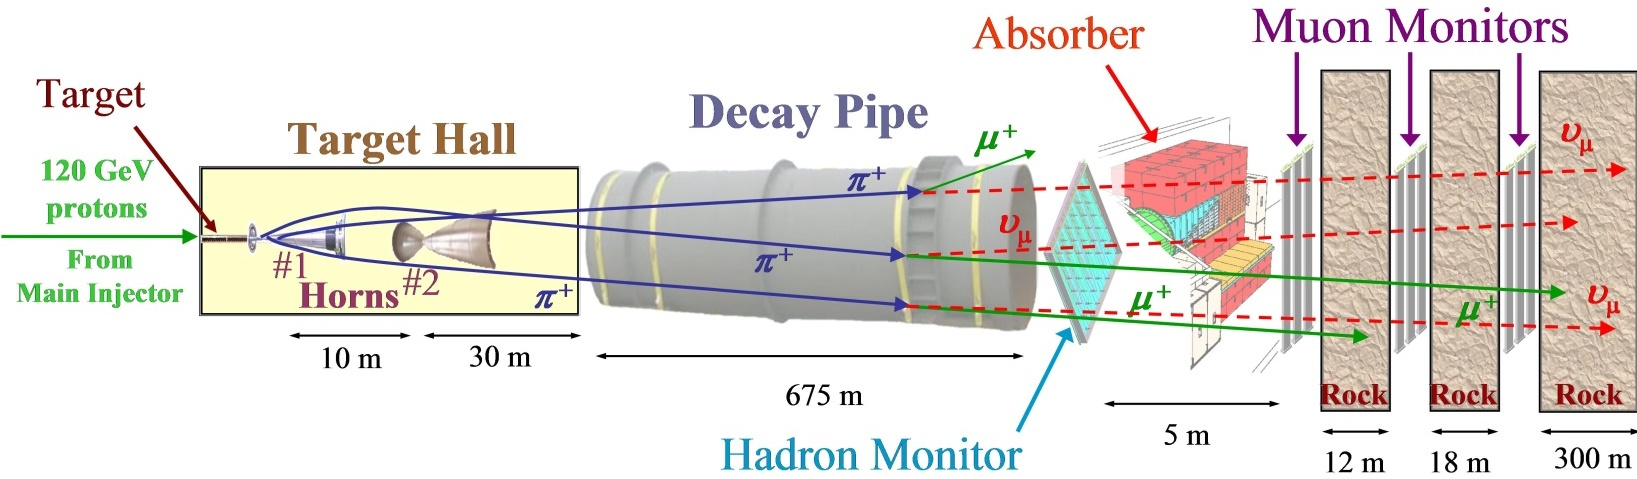 Target
120 GeV
protons
From
Main Injector
Target Hall
#1
#2
Horns
π+
10 m
30 m
Decay Pipe
π+
π+
μ+
υμ
μ+
675 m
Hadron Monitor
Absorber
5 m
Muon Monitors
υμ
υμ
μ+
Rock
Rock
Rock
12 m
18 m
300 m